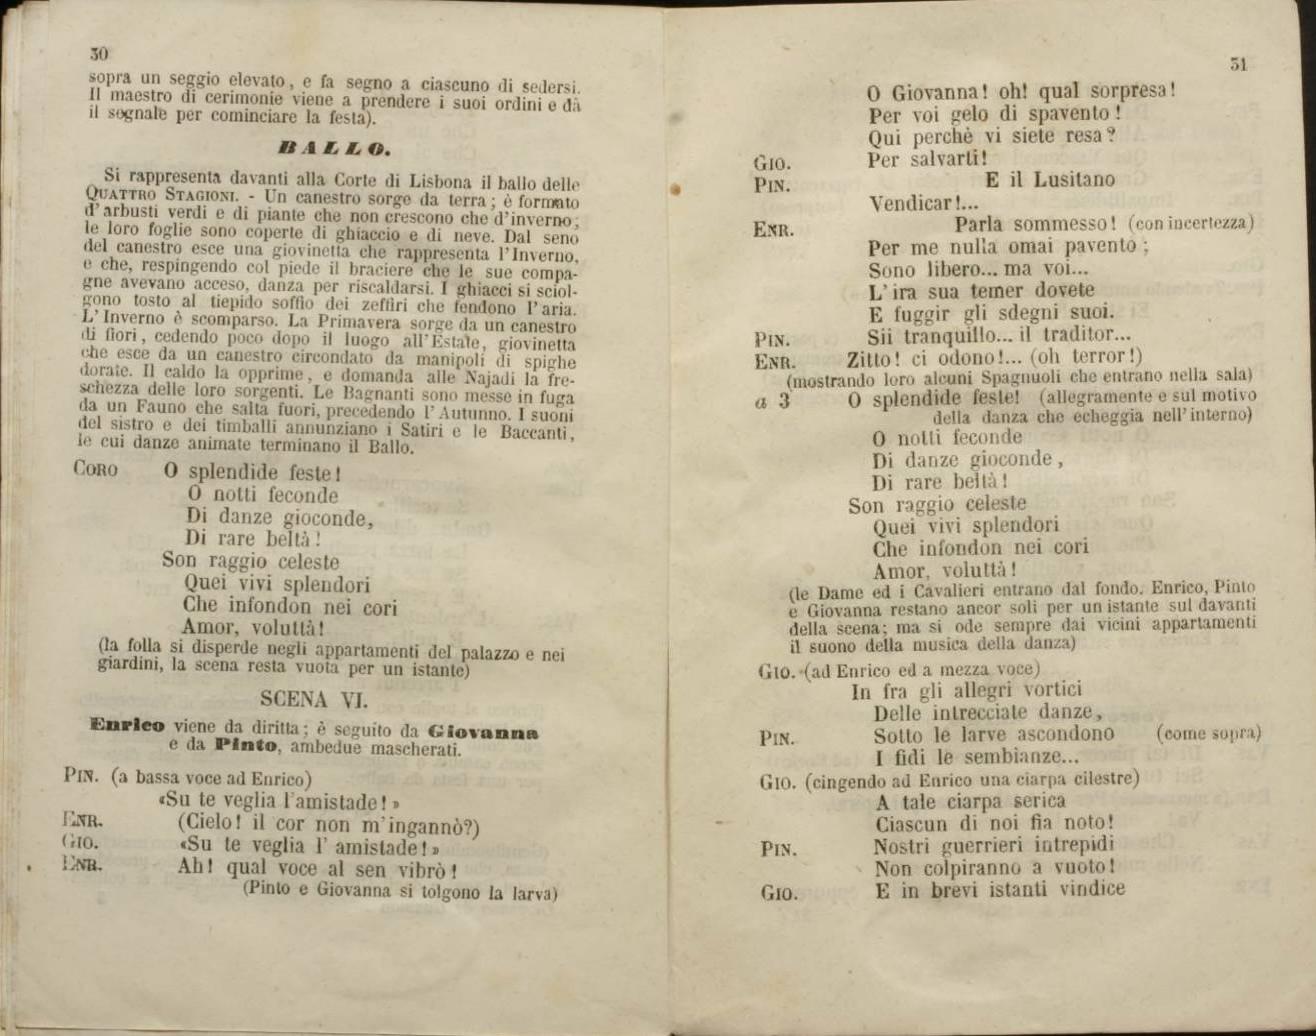 30
sopra un seggio elevato, e fa segno a ciascuno di sedersi.
Il maestro di cerimonie viene a prendere i suoi ordini e dà
il segnale per cominciare la festa).
BALLO.
Si rappresenta davanti alla Corte di Lisbona il ballo delle
QUATTRO STAGIONI. - Un canestro sorge da terra; è formato
d'arbusti verdi e di piante che non crescono che d'inverno;
le loro foglie sono coperte di ghiaccio e di neve. Dal seno
del canestro esce una giovinetta che rappresenta l'Inverno,
e che, respingendo col piede il braciere che le sue compa-
gne avevano acceso, danza per riscaldarsi. I ghiacci si sciol-
gono tosto al tiepido soffio dei zeffiri che fendono l'aria.
L'Inverno è scomparso. La Primavera sorge da un canestro
di fiori, cedendo poco dopo il luogo all'Estate, giovinetta
che esce da un canestro circondato da manipoli di spighe
dorate. Il caldo la opprime, e domanda alle Najadi la fre-
schezza delle loro sorgenti. Le Bagnanti sono messe in fuga
da un Fauno che salta fuori, precedendo l'Autunno. I suoni
del sistro e dei timballi annunziano i Satiri e le Baccanti,
le cui danze animate terminano il Ballo.
CORO O splendide feste!
O notti feconde
Di danze gioconde,
Di rare beltà!
Son raggio celeste
Quei vivi splendori
Che infondon nei cori
Amor, voluttà!
(la folla si disperde negli appartamenti del palazzo e nei
giardini, la scena resta vuota per un istante)
SCENA VI.
Enrico viene da diritta; è seguito da Giovanna
e da Pinto, ambedue mascherati.
PIN. (a bassa voce ad Enrico)
«Su te veglia l'amistade!»
ENR. (Cielo! il cor non m'ingannò?)
GIO. «Su te veglia l' amistade!»
ENR. Ah! qual voce al sen vibrò!
(Pinto e Giovanna si tolgono la larva)
31
O Giovanna! oh! qual sorpresa!
Per voi gelo di spavento!
Qui perchè vi siete resa?
GIO. Per salvarti!
PIN. E il Lusitano
Vendicar!...
ENR. Parla sommesso! (con incertezza)
Per me nulla omai pavento;
Sono libero... ma voi...
L' ira sua temer dovete
E fuggir gli sdegni suoi.
PIN. Sii tranquillo... il traditor...
ENR. Zitto! ci odono!... (oh terror!)
(mostrando loro alcuni Spagnuoli che entrano nella sala)
a 3 O splendide feste! (allegramente e sul motivo
della danza che echeggia nell'interno)
O notti feconde
Di danze gioconde,
Di rare beltà!
Son raggio celeste
Quei vivi splendori
Che infondon nei cori
Amor, voluttà!
(le Dame ed i Cavalieri entrano dal fondo. Enrico, Pinto
e Giovanna restano ancor soli per un istante sul davanti
della scena; ma si ode sempre dai vicini appartamenti
il suono della musica della danza)
GIO. (ad Enrico ed a mezza voce)
In fra gli allegri vortici
Delle intrecciate danze,
PIN. Sotto le larve ascondono (come sopra)
I fidi le sembianze...
GIO. (cingendo ad Enrico una ciarpa cilestre)
A tale ciarpa serica
Ciascun di noi fia noto!
PIN. Nostri guerrieri intrepidi
Non colpiranno a vuoto!
GIO. E in brevi istanti vindice